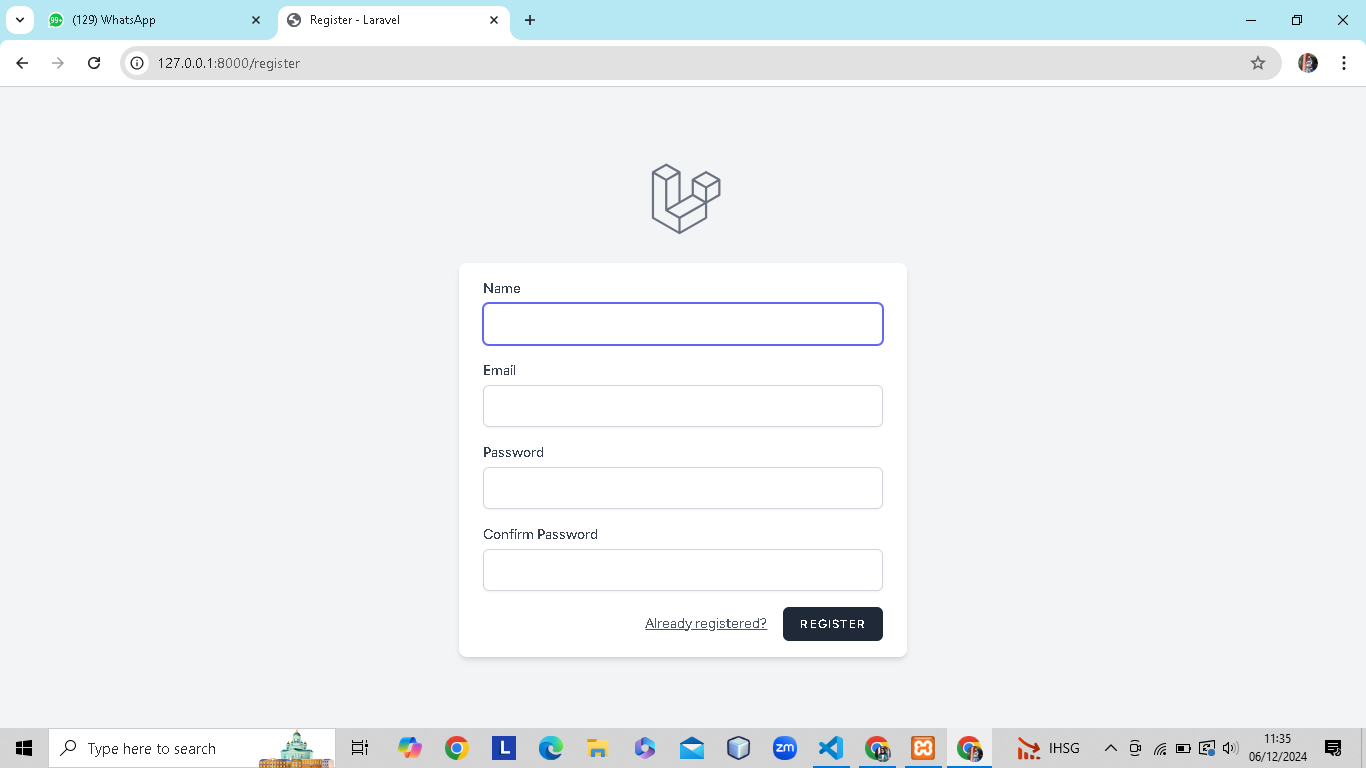 99+ (129) WhatsApp
Register - Laravel
127.0.0.1:8000/register
Name
Email
Password
Confirm Password
Already registered?
REGISTER
Type here to search
L
zm
IHSG
11:35
06/12/2024